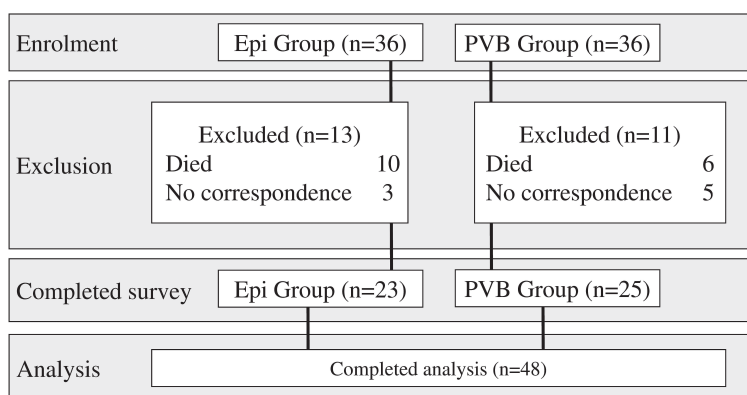 Enrolment
Epi Group (n=36)
PVB Group (n=36)
Exclusion
Excluded (n=13)
Died 10
No correspondence 3
Excluded (n=11)
Died 6
No correspondence 5
Completed survey
Epi Group (n=23)
PVB Group (n=25)
Analysis
Completed analysis (n=48)